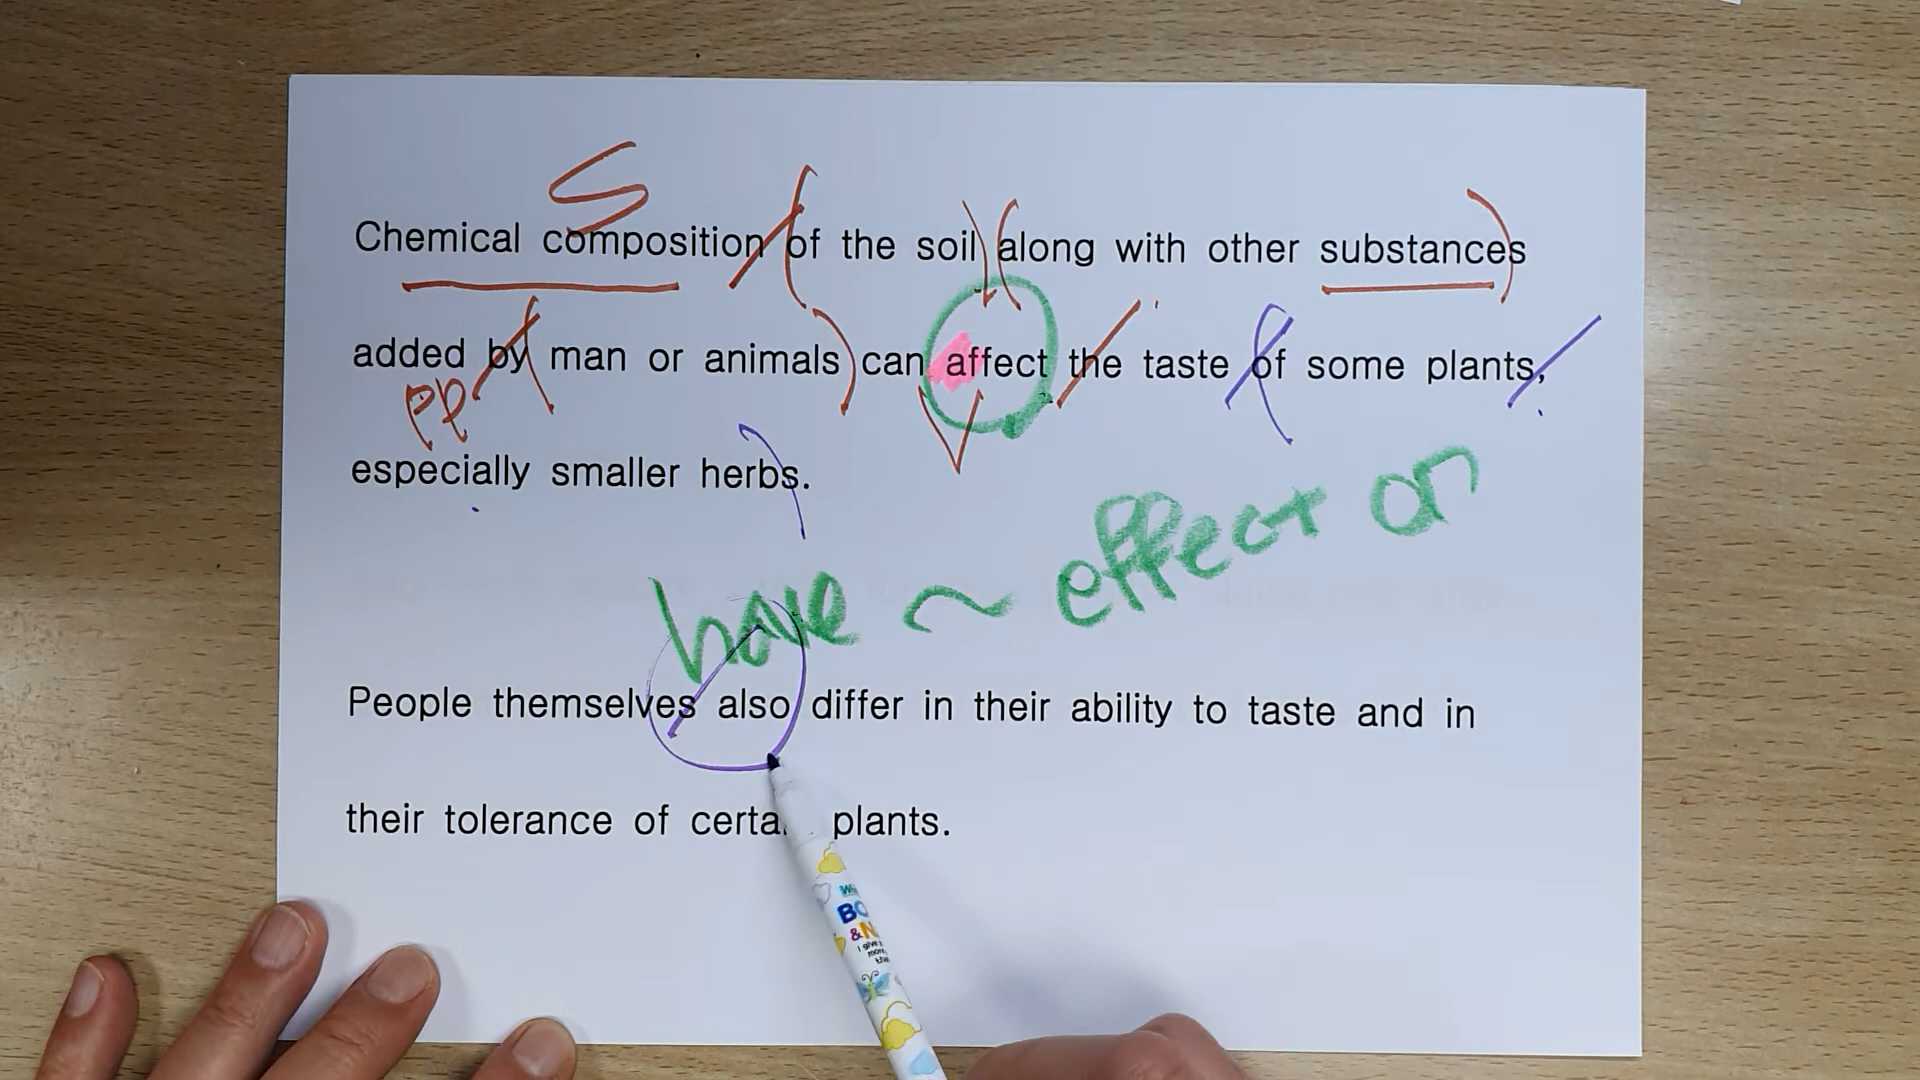 S
Chemical composition of the soil along with other substances
added by man or animals can affect the taste of some plants,
PP
V
especially smaller herbs.
have ~ effect on
People themselves also differ in their ability to taste and in
their tolerance of plants.
BO
&N
I give